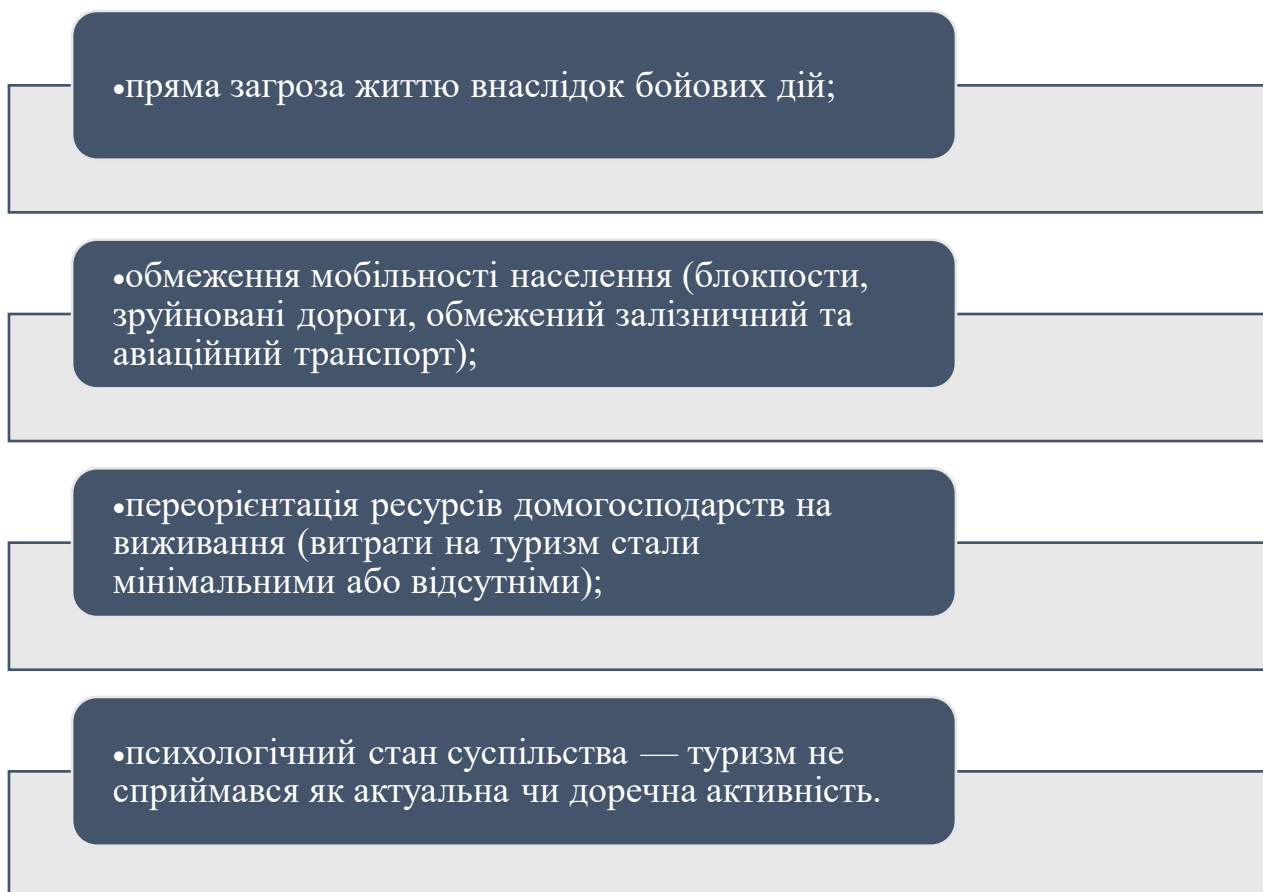 •пряма загроза життю внаслідок бойових дій;
•обмеження мобільності населення (блокпости,
зруйновані дороги, обмежений залізничний та
авіаційний транспорт);
•переорієнтація ресурсів домогосподарств на
виживання (витрати на туризм стали
мінімальними або відсутніми);
•психологічний стан суспільства — туризм не
сприймався як актуальна чи доречна активність.